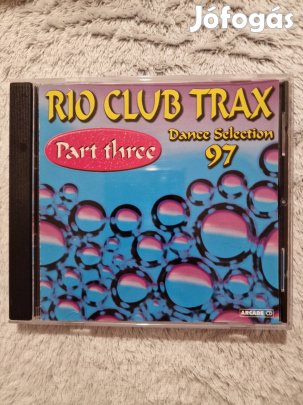 Jófogás
RIO CLUB TRAX
Dance Selection
Part three
97
ARCADE CD